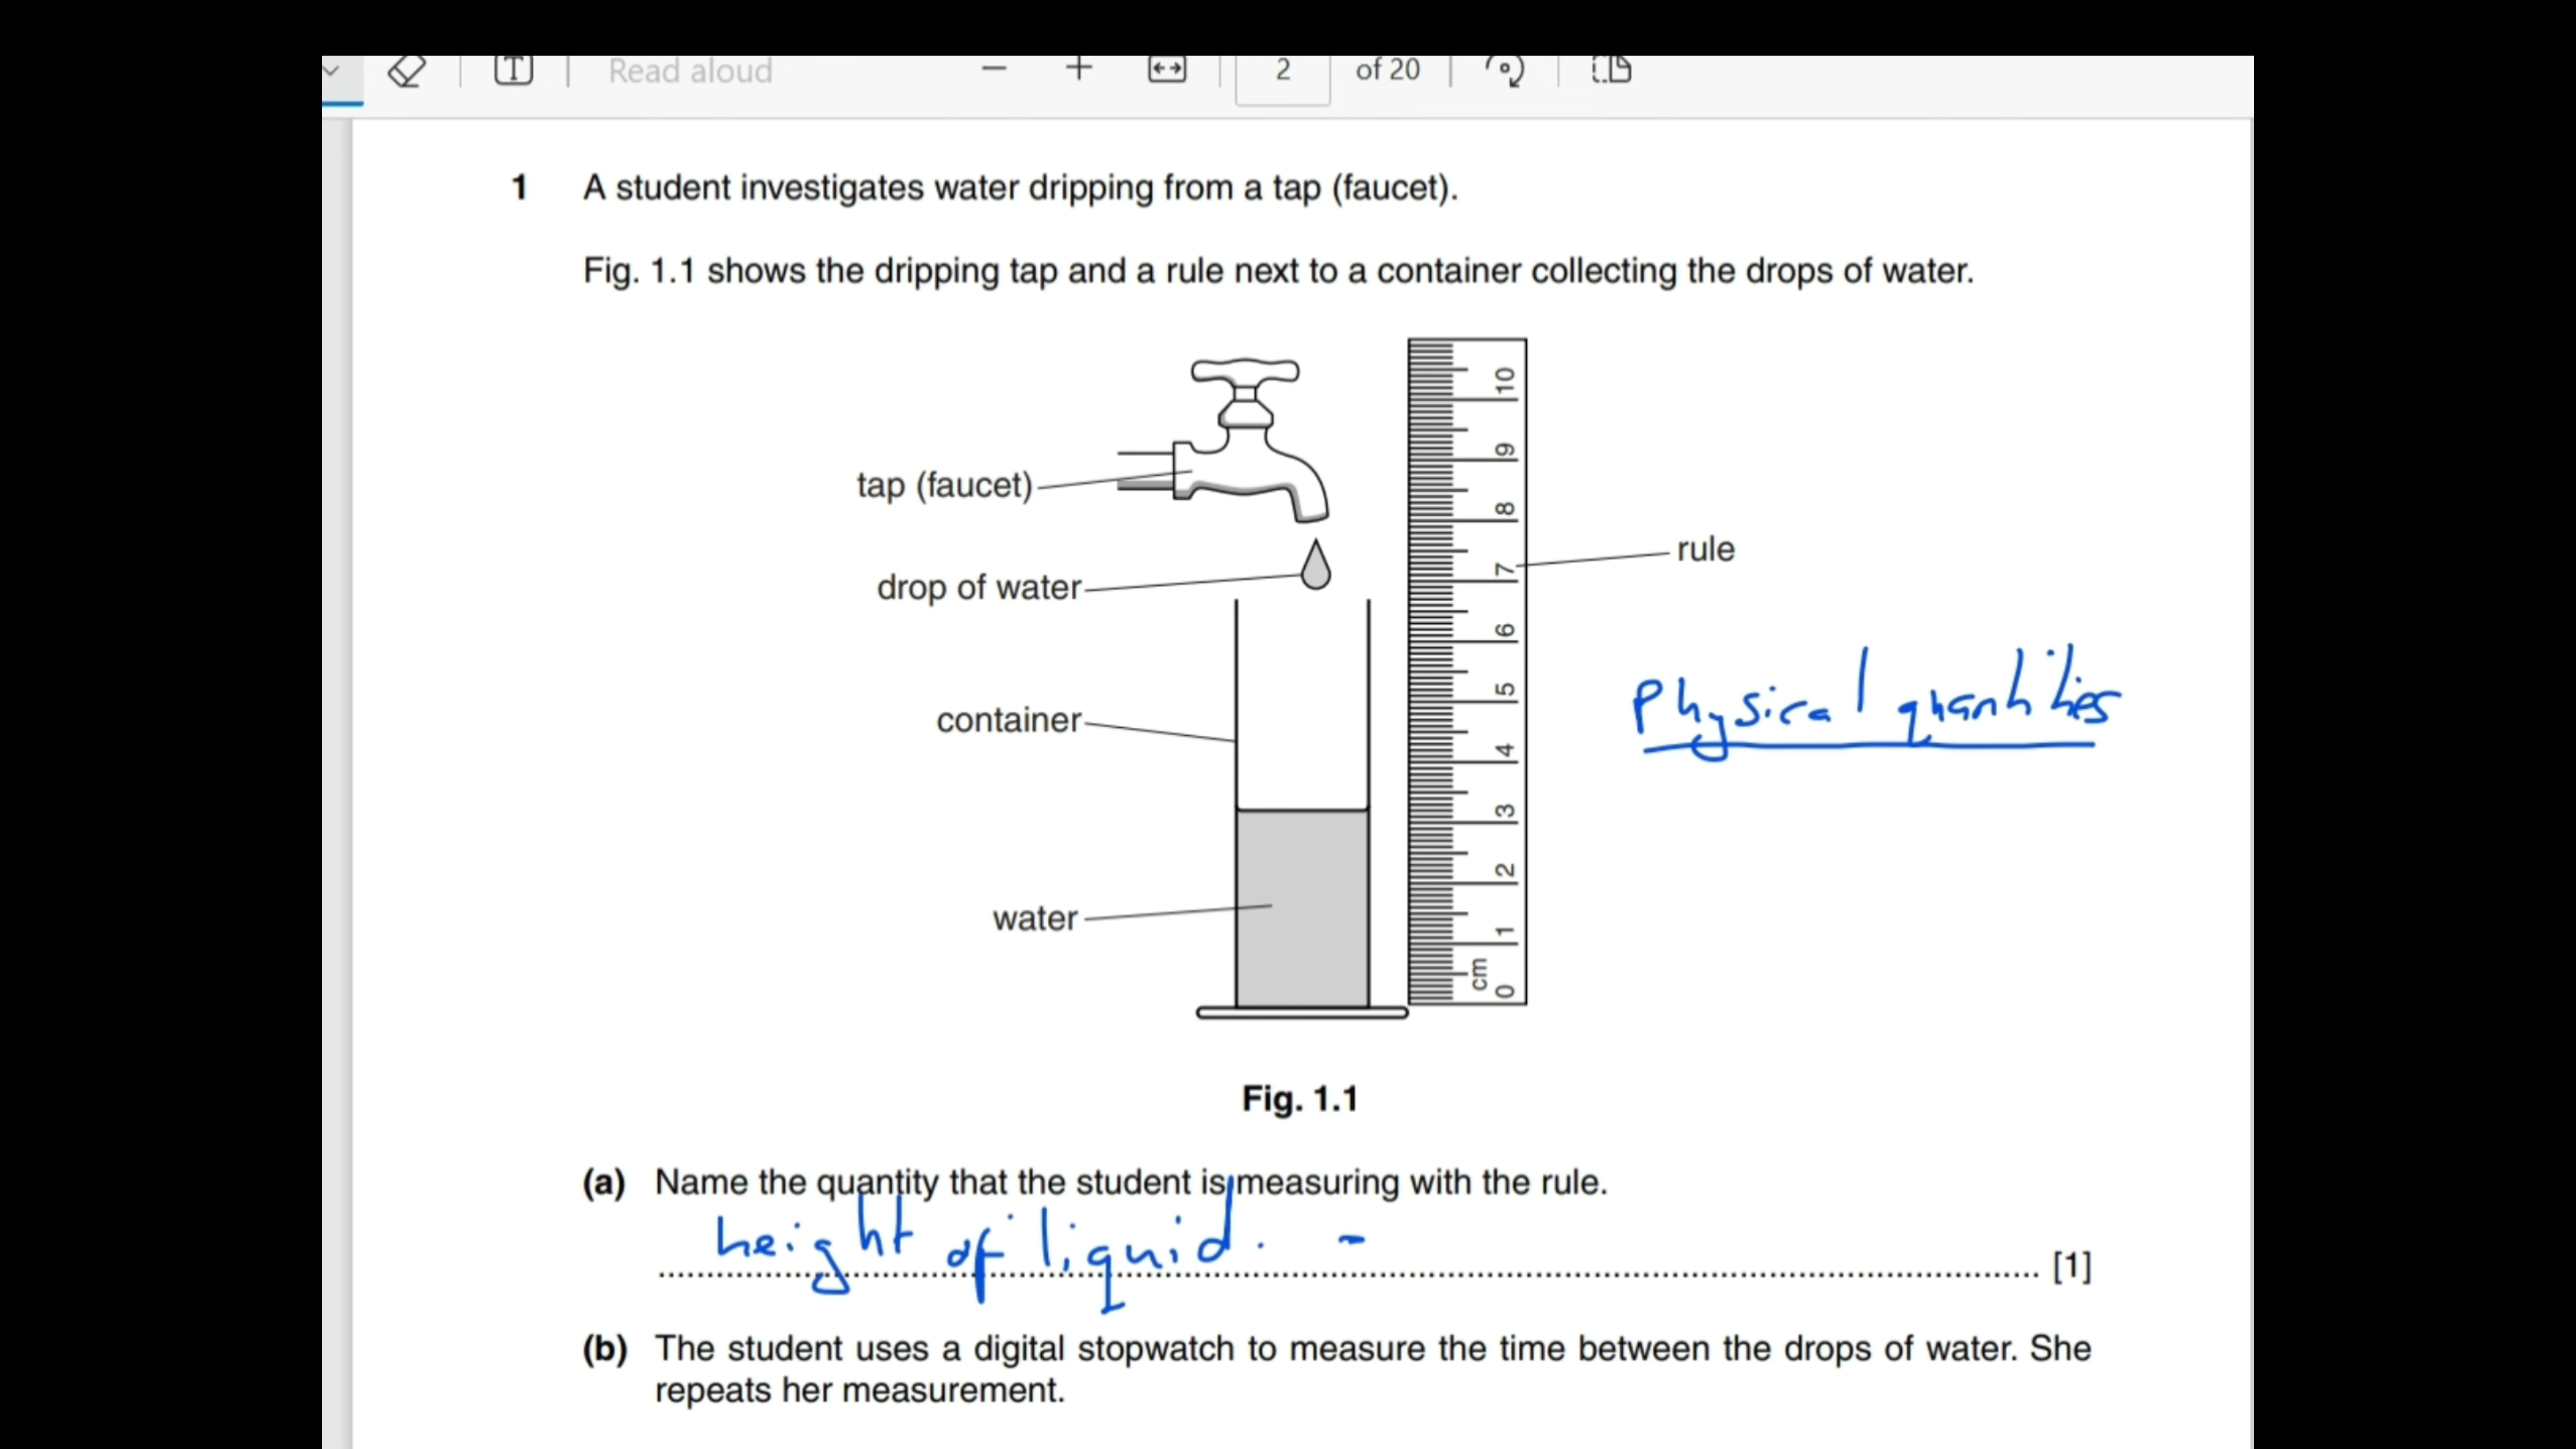 Read aloud 2 of 20
1 A student investigates water dripping from a tap (faucet).
Fig. 1.1 shows the dripping tap and a rule next to a container collecting the drops of water.
10
9
tap (faucet)
8
rule
7
drop of water
6
Physical quantities
5
container
4
3
2
water
1
cm
0
Fig. 1.1
(a) Name the quantity that the student is measuring with the rule.
height of liquid. -
[1]
(b) The student uses a digital stopwatch to measure the time between the drops of water. She
repeats her measurement.